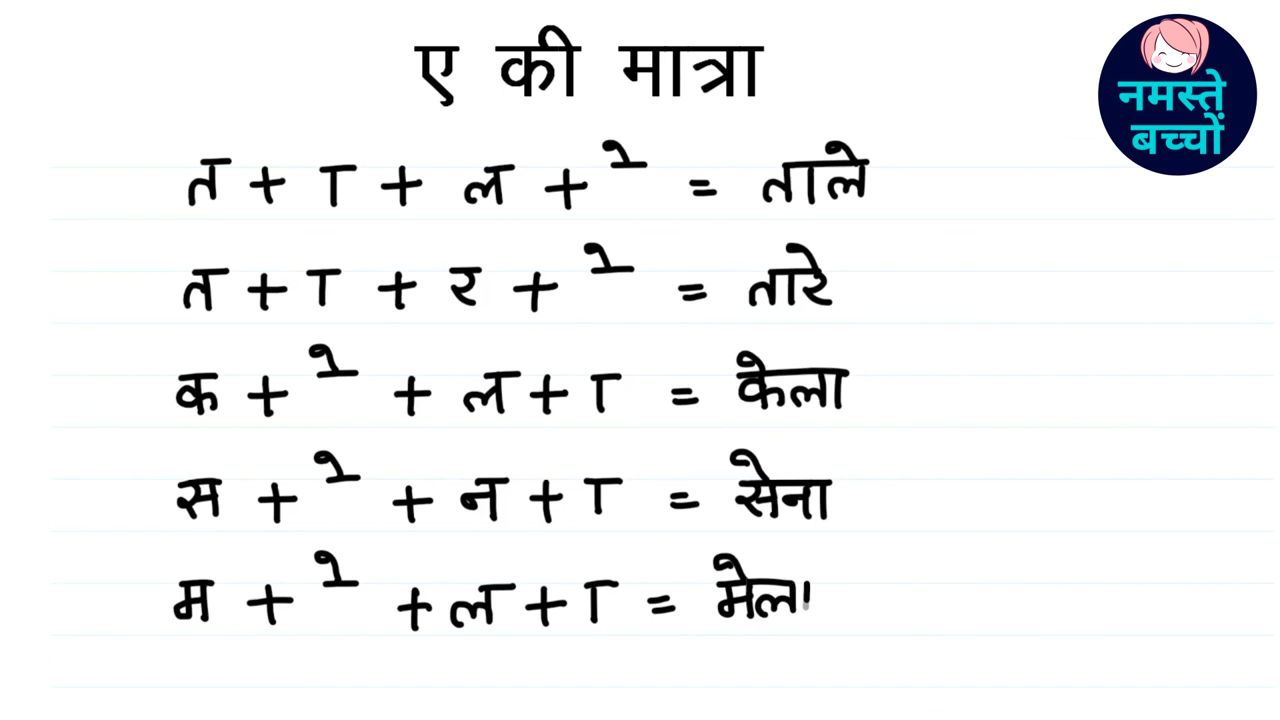 ए की मात्रा
नमस्ते
बच्चों
त + ा + ल + े = ताले
त + ा + र + े = तारे
क + े + ल + ा = केला
स + े + न + ा = सेना
म + े + ल + ा = मेला